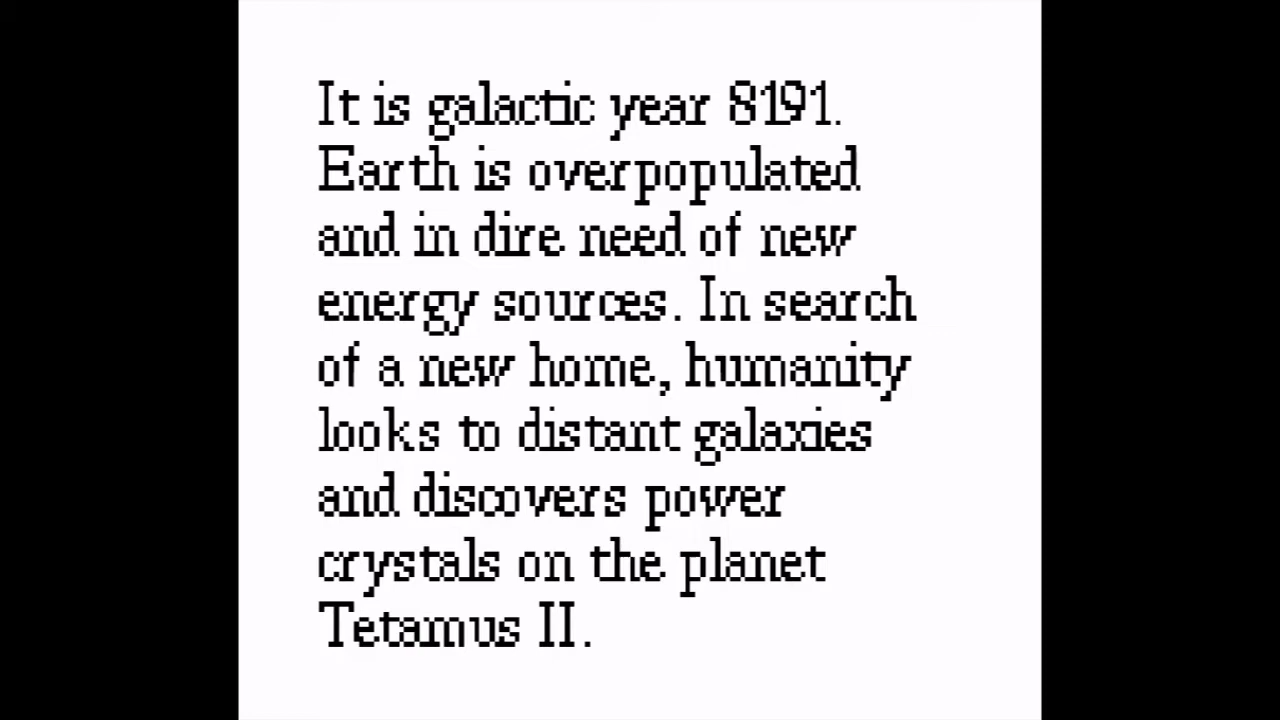 It is galactic year 8191.
Earth is overpopulated
and in dire need of new
energy sources. In search
of a new home, humanity
looks to distant galaxies
and discovers power
crystals on the planet
Tetamus II.